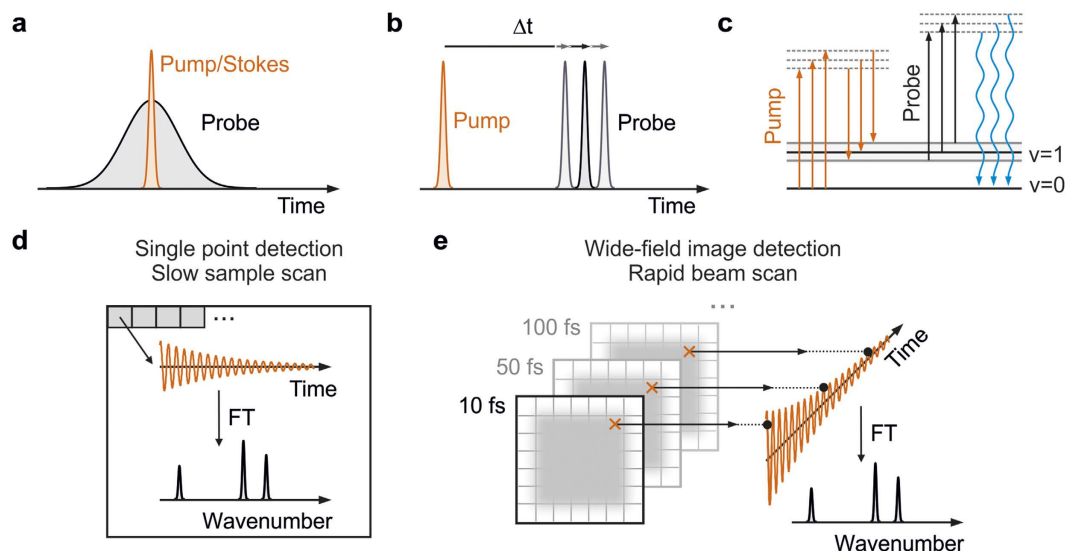 a
Pump/Stokes
Probe
Time
b
Δt
Pump
Probe
Time
c
Pump
Probe
v=1
v=0
d
Single point detection
Slow sample scan
...
Time
FT
Wavenumber
e
Wide-field image detection
Rapid beam scan
...
100 fs
50 fs
10 fs
Time
FT
Wavenumber